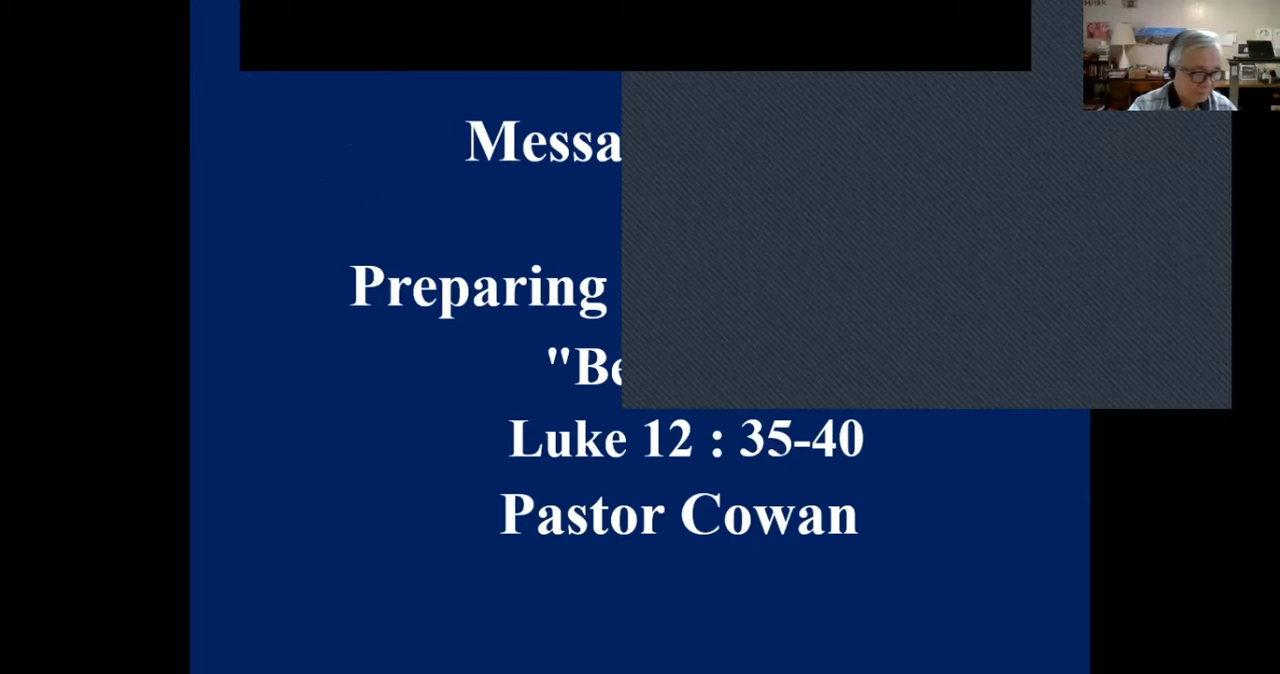 Messa
Preparing
"Be
Luke 12 : 35-40
Pastor Cowan